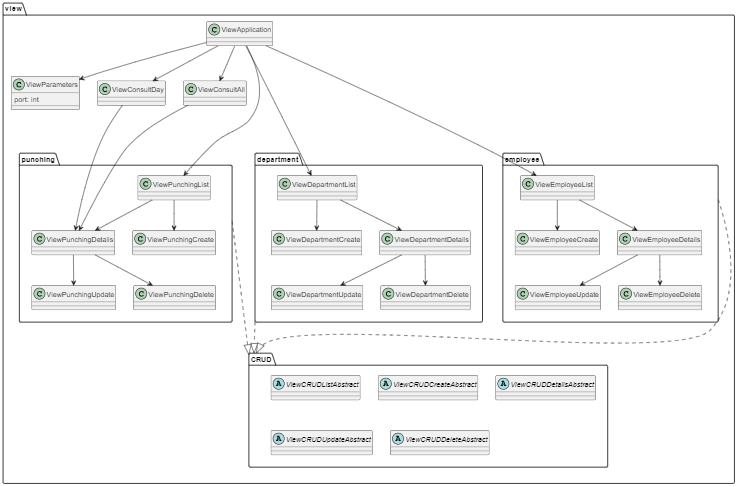 view
C ViewApplication
C ViewParameters
port: int
C ViewConsultDay
C ViewConsultAll
punching
C ViewPunchingList
C ViewPunchingDetails
C ViewPunchingCreate
C ViewPunchingUpdate
C ViewPunchingDelete
department
C ViewDepartmentList
C ViewDepartmentCreate
C ViewDepartmentDetails
C ViewDepartmentUpdate
C ViewDepartmentDelete
employee
C ViewEmployeeList
C ViewEmployeeCreate
C ViewEmployeeDetails
C ViewEmployeeUpdate
C ViewEmployeeDelete
CRUD
A ViewCRUDListAbstract
A ViewCRUDCreateAbstract
A ViewCRUDDetailsAbstract
A ViewCRUDUpdateAbstract
A ViewCRUDDeleteAbstract